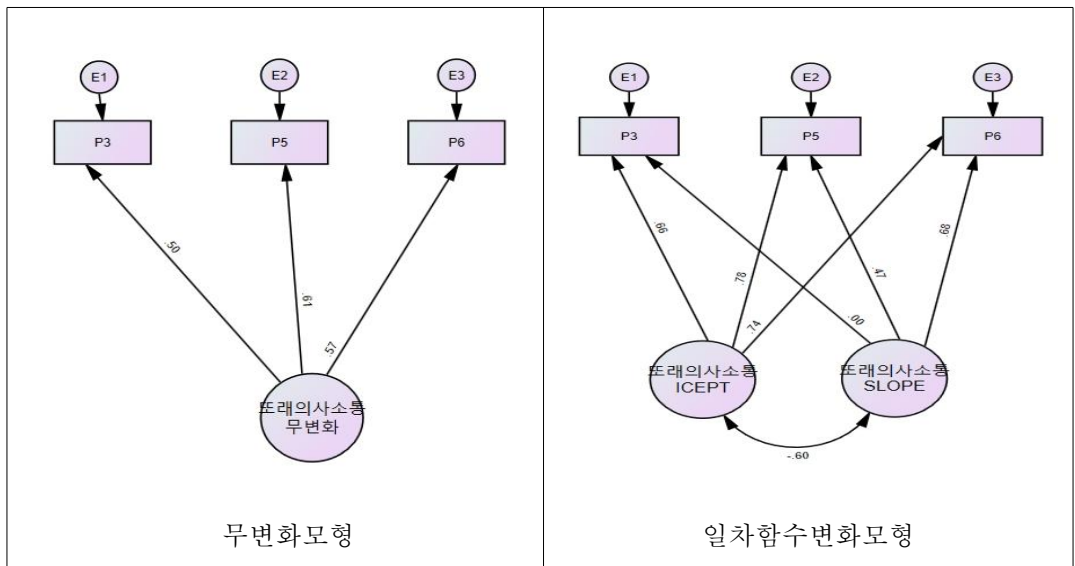 E1
E2
E3
P3
P5
P6
.50
.61
.57
또래의사소통
무변화
무변화모형
E1
E2
E3
P3
P5
P6
.66
.78
.74
.00
.47
.68
또래의사소통
ICEPT
또래의사소통
SLOPE
-.60
일차함수변화모형